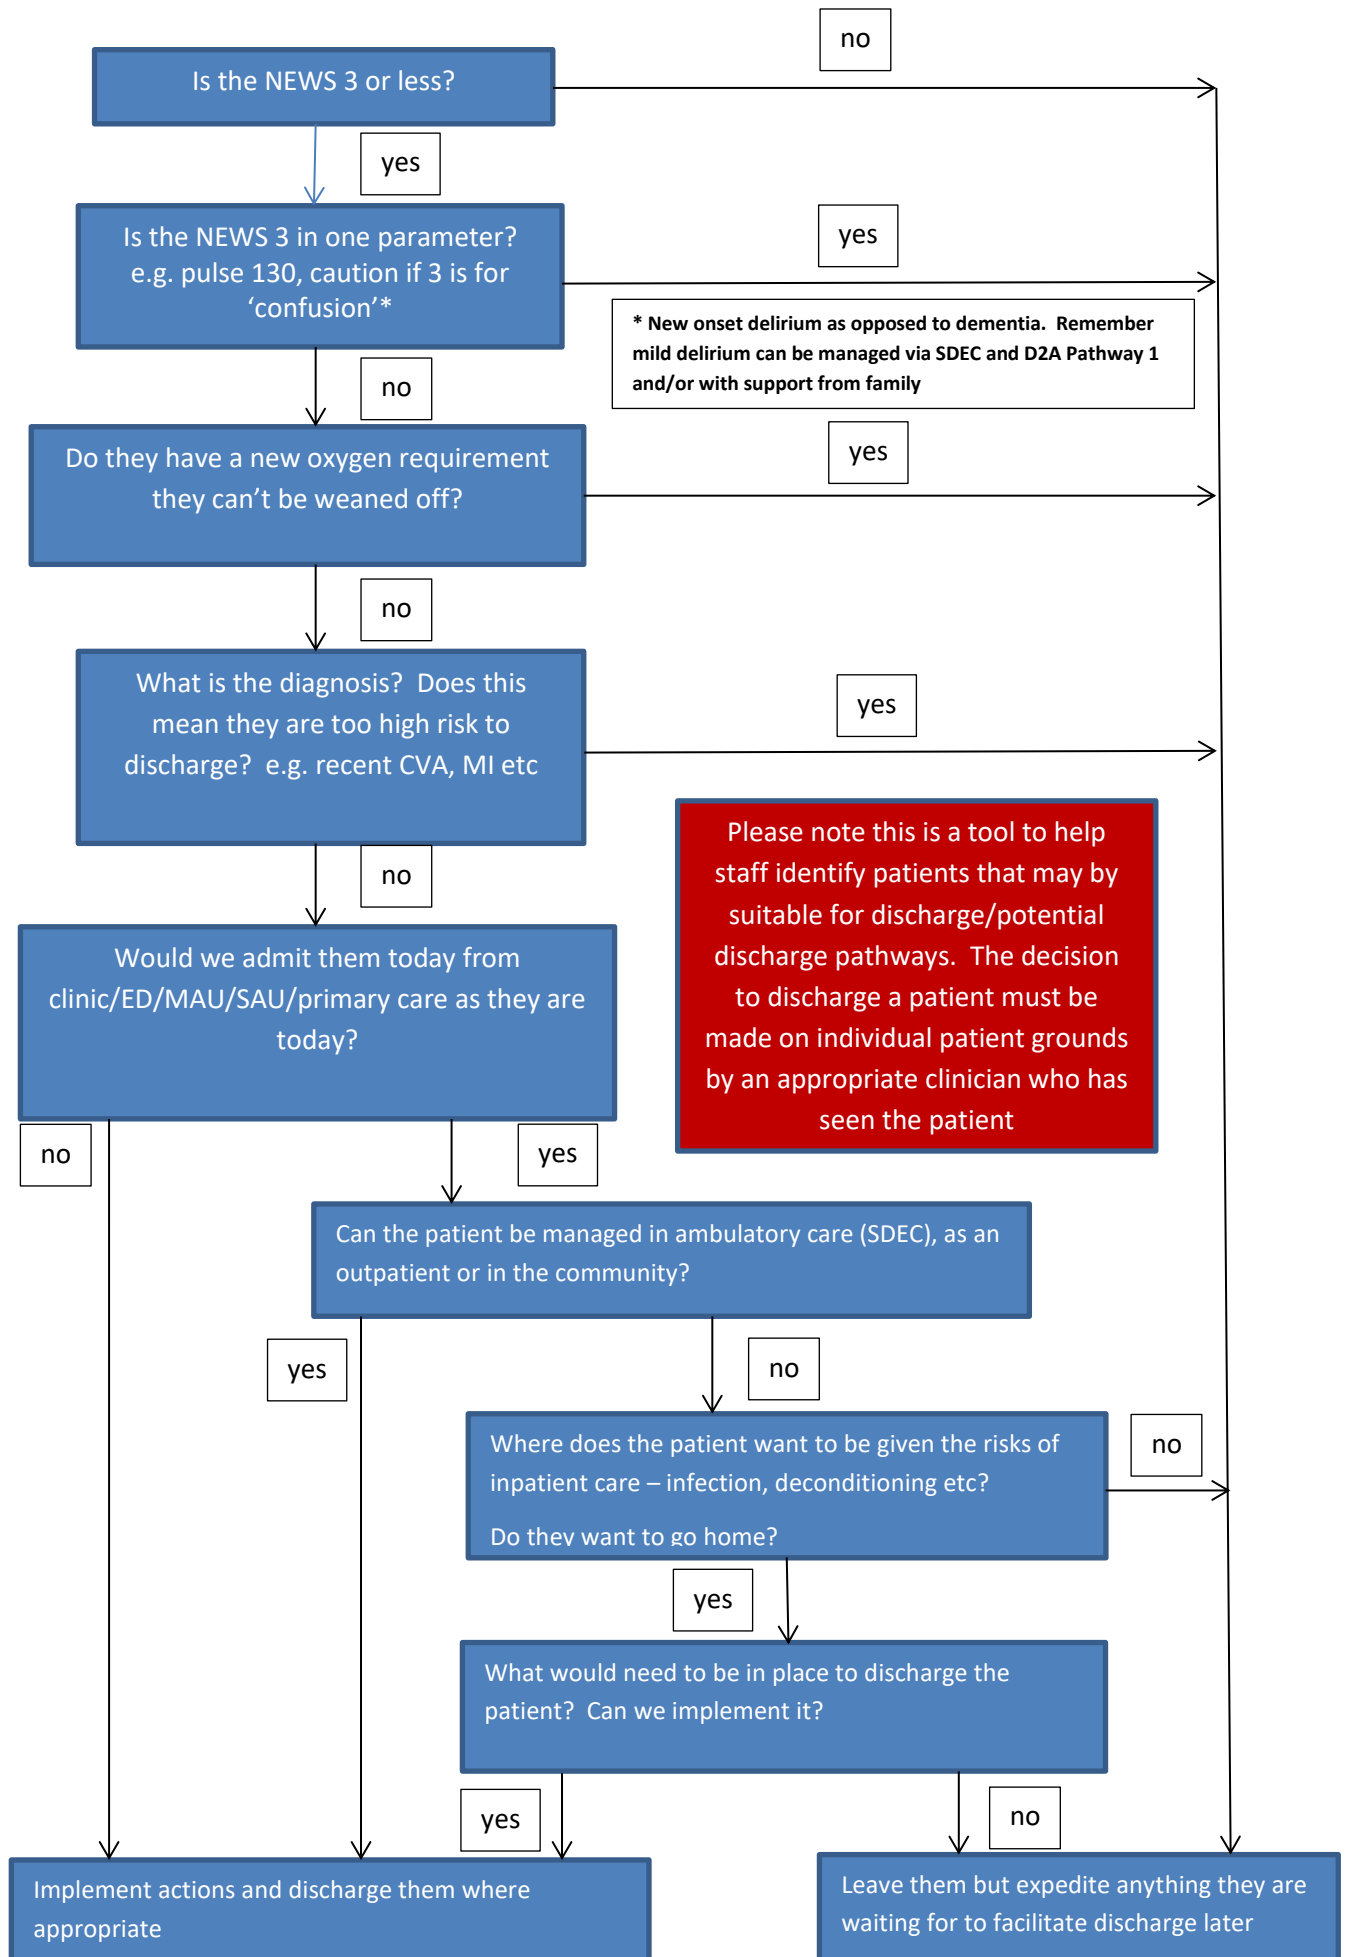 no
Is the NEWS 3 or less?
yes
Is the NEWS 3 in one parameter?
e.g. pulse 130, caution if 3 is for
‘confusion’*
yes
* New onset delirium as opposed to dementia.  Remember
mild delirium can be managed via SDEC and D2A Pathway 1
and/or with support from family
no
Do they have a new oxygen requirement
they can’t be weaned off?
yes
no
What is the diagnosis?  Does this
mean they are too high risk to
discharge?  e.g. recent CVA, MI etc
yes
Please note this is a tool to help
staff identify patients that may by
suitable for discharge/potential
discharge pathways.  The decision
to discharge a patient must be
made on individual patient grounds
by an appropriate clinician who has
seen the patient
no
Would we admit them today from
clinic/ED/MAU/SAU/primary care as they are
today?
no
yes
Can the patient be managed in ambulatory care (SDEC), as an
outpatient or in the community?
yes
no
Where does the patient want to be given the risks of
inpatient care – infection, deconditioning etc?
Do they want to go home?
no
yes
What would need to be in place to discharge the
patient?  Can we implement it?
yes
no
Implement actions and discharge them where
appropriate
Leave them but expedite anything they are
waiting for to facilitate discharge later